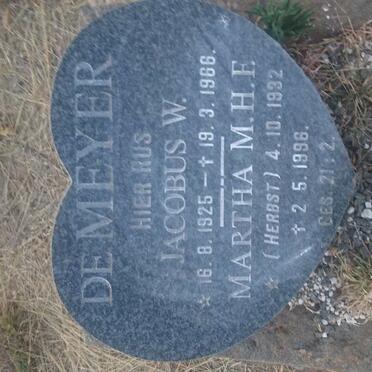 DE MEYER
HIER RUS
JACOBUS W.
☆ 16. 8. 1925 — † 19. 3. 1966.
MARTHA M. H. F.
(HERBST) ☆ 4. 10. 1932
† 2. 5. 1996.
GES. 21 : 2.